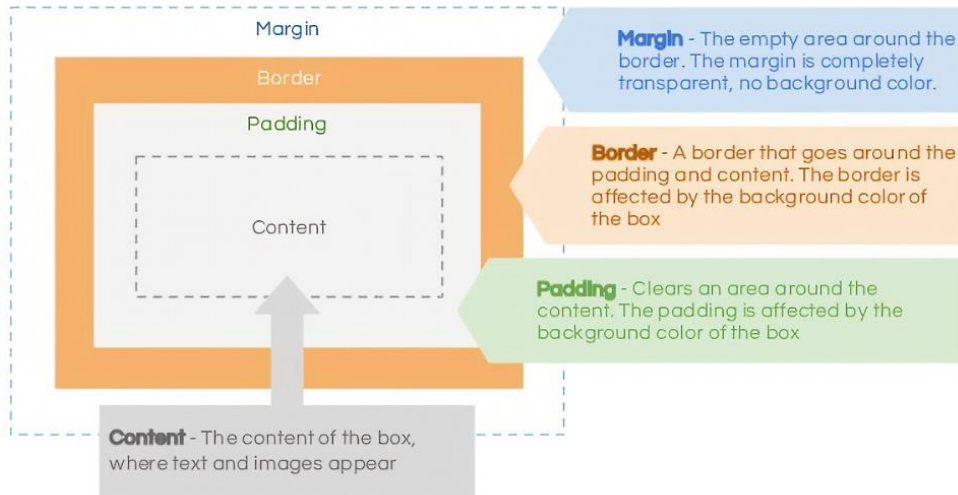 Margin
Border
Padding
Content
Margin - The empty area around the
border. The margin is completely
transparent, no background color.
Border - A border that goes around the
padding and content. The border is
affected by the background color of
the box
Padding - Clears an area around the
content. The padding is affected by the
background color of the box
Content - The content of the box,
where text and images appear